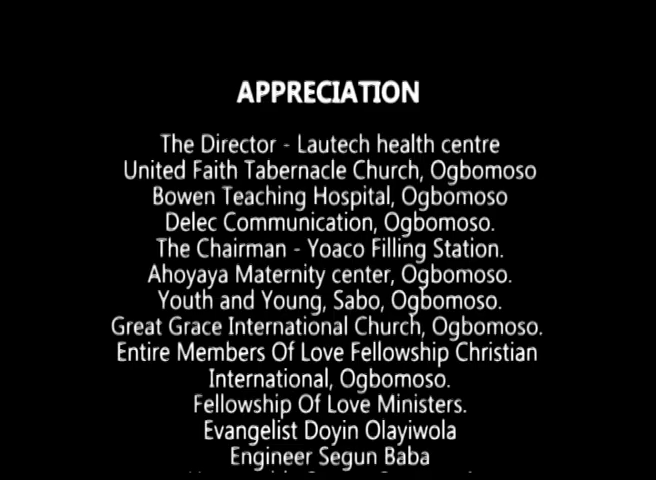 APPRECIATION
The Director - Lautech health centre
United Faith Tabernacle Church, Ogbomoso
Bowen Teaching Hospital, Ogbomoso
Delec Communication, Ogbomoso.
The Chairman - Yoaco Filling Station.
Ahoyaya Maternity center, Ogbomoso.
Youth and Young, Sabo, Ogbomoso.
Great Grace International Church, Ogbomoso.
Entire Members Of Love Fellowship Christian
International, Ogbomoso.
Fellowship Of Love Ministers.
Evangelist Doyin Olayiwola
Engineer Segun Baba